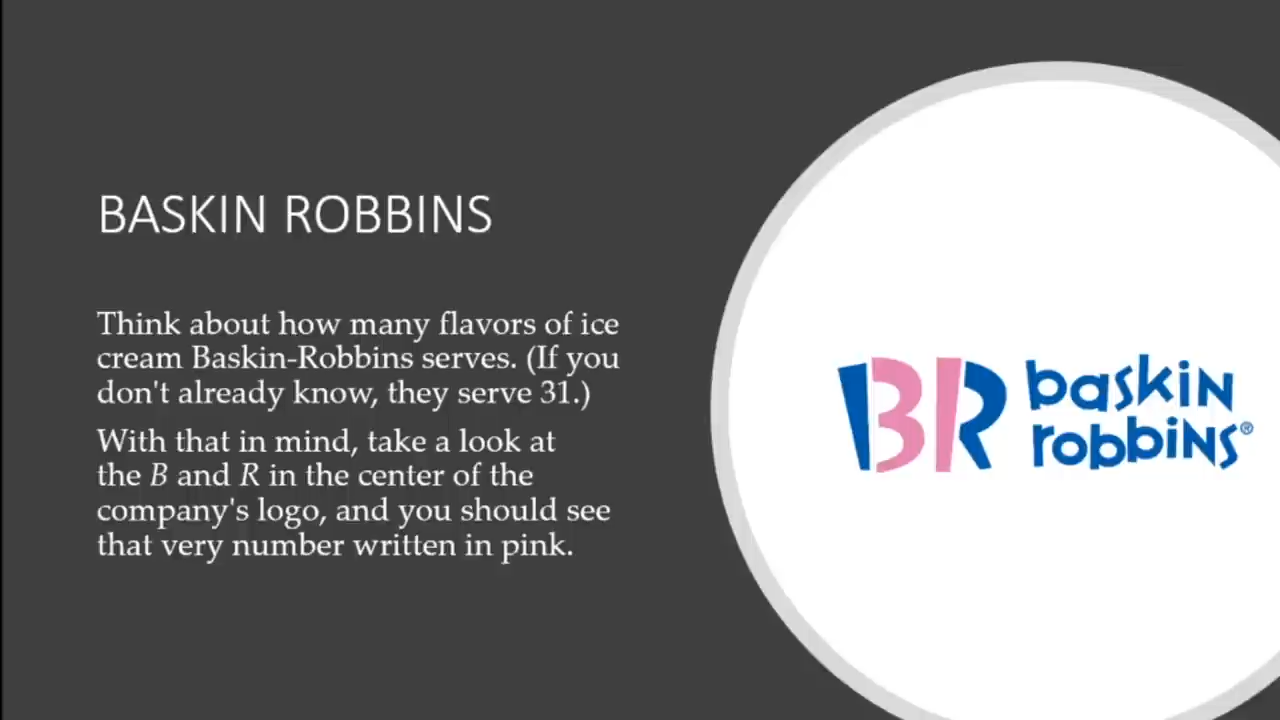 BASKIN ROBBINS
Think about how many flavors of ice
cream Baskin-Robbins serves. (If you
don't already know, they serve 31.)
With that in mind, take a look at
the B and R in the center of the
company's logo, and you should see
that very number written in pink.
BR
baskin
robbins®